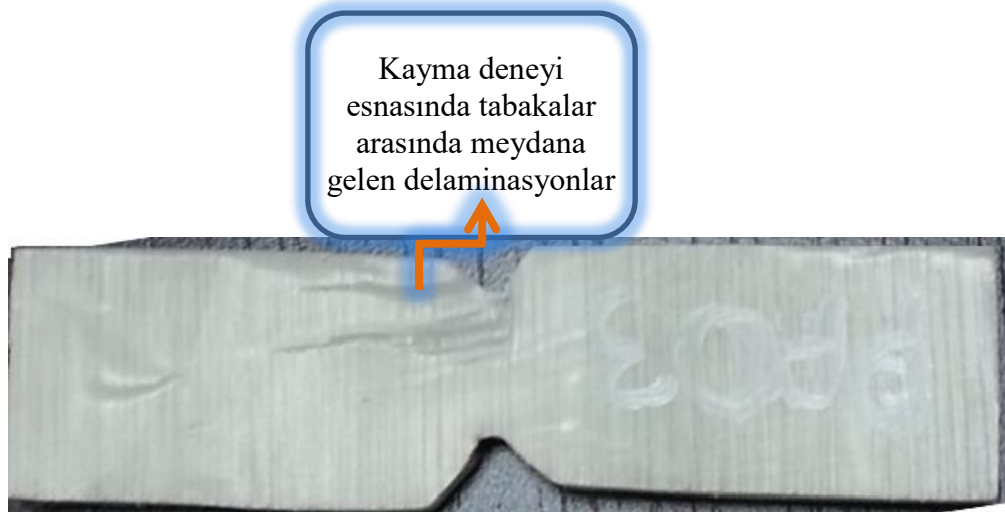 Kayma deneyi
esnasında tabakalar
arasında meydana
gelen delaminasyonlar